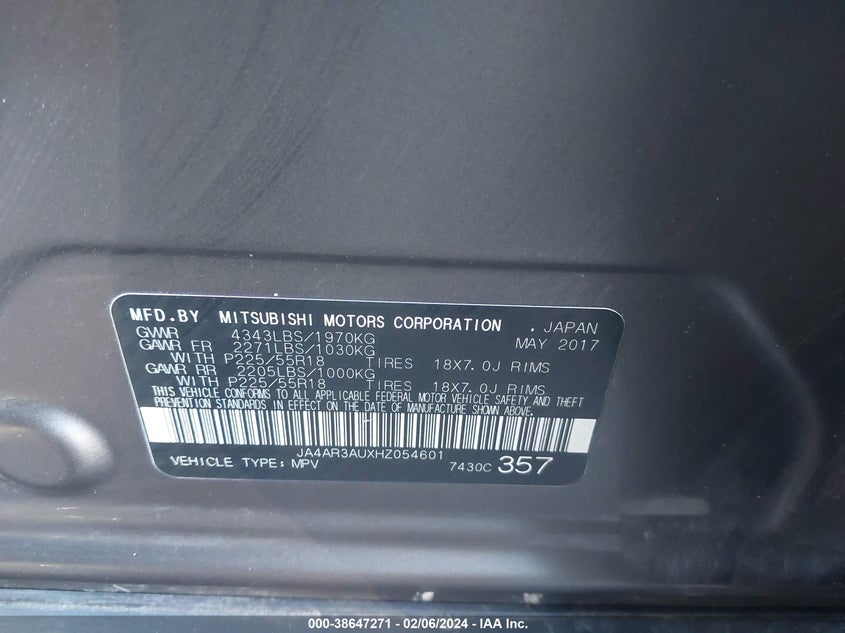 MFD.BY MITSUBISHI MOTORS CORPORATION , JAPAN
GVWR 4343LBS/1970KG MAY 2017
GAWR FR 2271LBS/1030KG
WITH P225/55R18 TIRES 18X7.0J RIMS
GAWR RR 2205LBS/1000KG
WITH P225/55R18 TIRES 18X7.0J RIMS
THIS VEHICLE CONFORMS TO ALL APPLICABLE FEDERAL MOTOR VEHICLE SAFETY AND THEFT
PREVENTION STANDARDS IN EFFECT ON THE DATE OF MANUFACTURE SHOWN ABOVE.
JA4AR3AUXHZ054601
VEHICLE TYPE: MPV 7430C 357
000-38647271 - 02/06/2024 - IAA Inc.